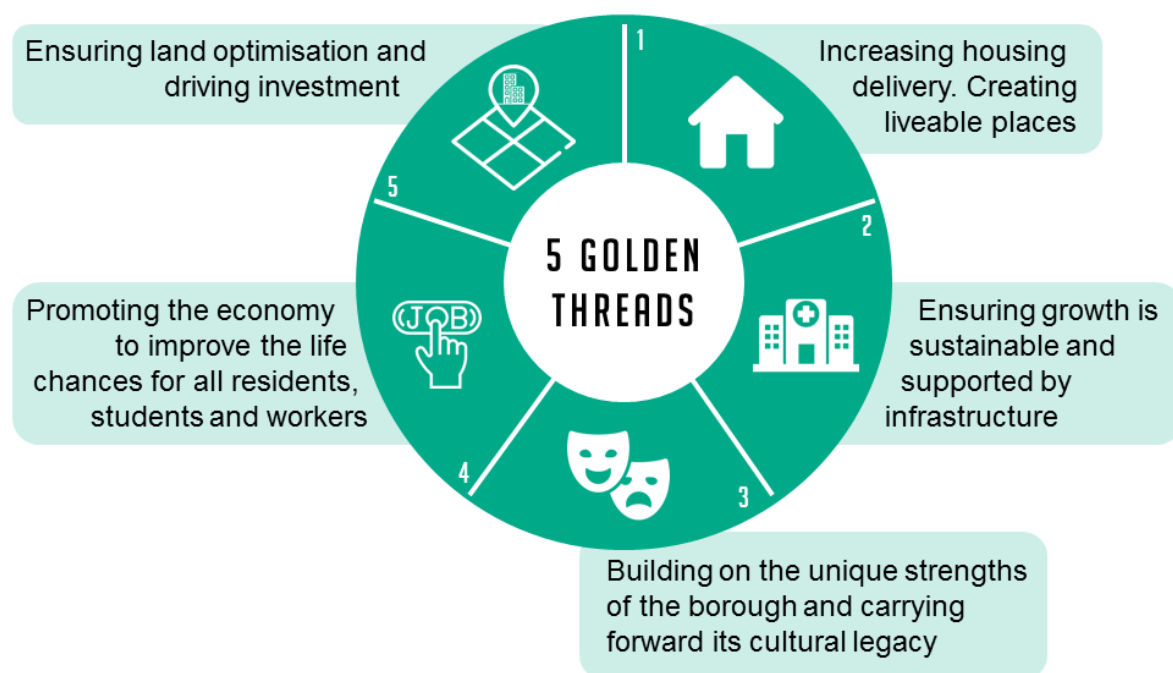 5 GOLDEN
THREADS
1
Increasing housing
delivery. Creating
liveable places
2
Ensuring growth is
sustainable and
supported by
infrastructure
3
Building on the unique strengths
of the borough and carrying
forward its cultural legacy
4
JOB
Promoting the economy
to improve the life
chances for all residents,
students and workers
5
Ensuring land optimisation and
driving investment